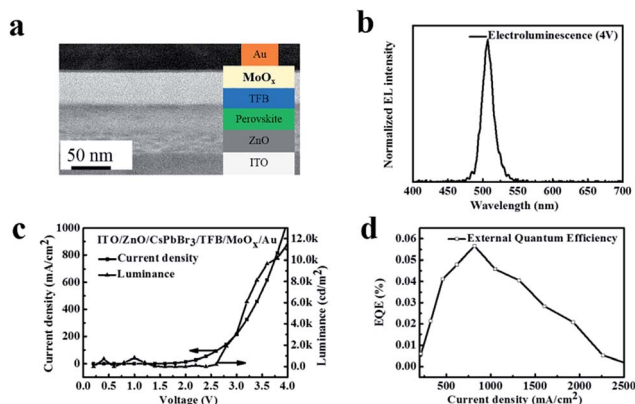 a
Au
MoOx
TFB
Perovskite
ZnO
ITO
50 nm
b
Electroluminescence (4V)
Normalized EL intensity
400 450 500 550 600 650 700
Wavelength (nm)
c
ITO/ZnO/CsPbBr3/TFB/MoOx/Au
Current density
Luminance
Current density (mA/cm2)
1000
800
600
400
200
0
12.0k
10.0k
8.0k
6.0k
4.0k
2.0k
0.0
Luminance (cd/m2)
0.0 0.5 1.0 1.5 2.0 2.5 3.0 3.5 4.0
Voltage (V)
d
External Quantum Efficiency
EQE (%)
0.06
0.05
0.04
0.03
0.02
0.01
0.00
500 1000 1500 2000 2500
Current density (mA/cm2)